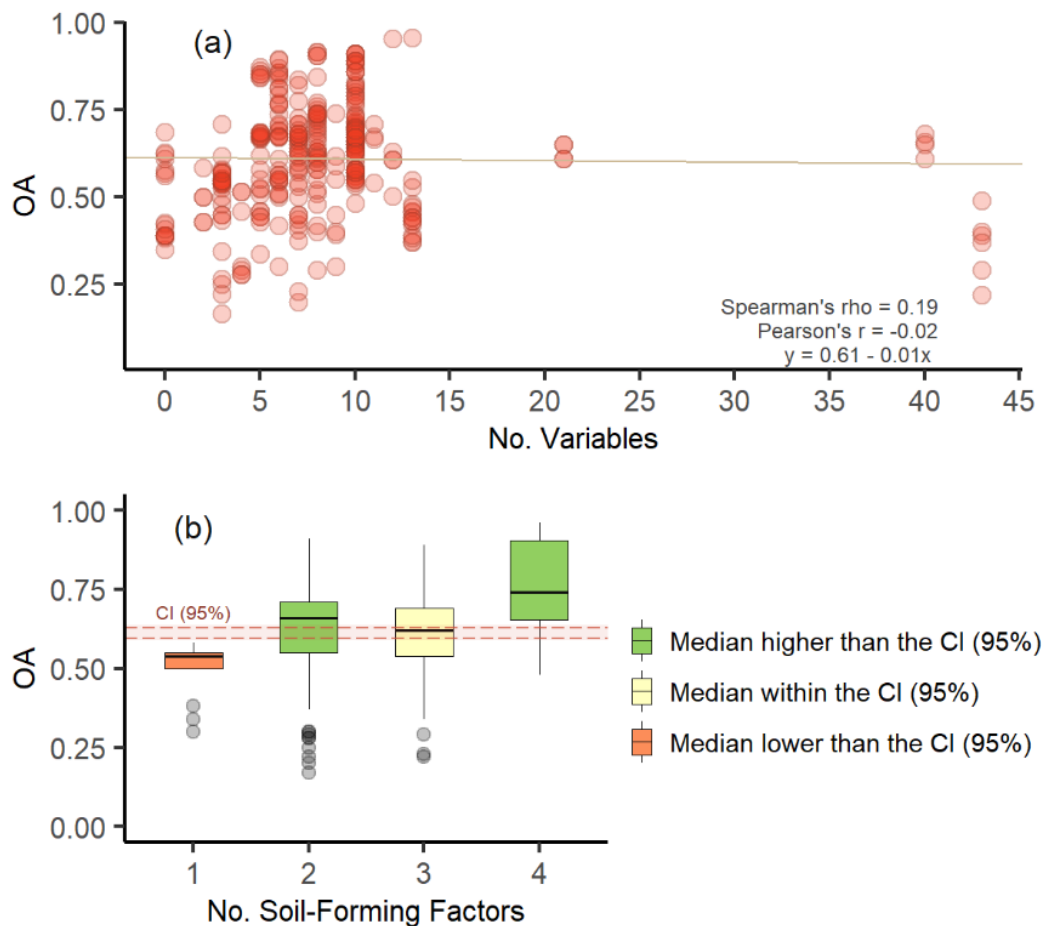 1.00
(a)
0.75
OA
0.50
0.25
Spearman's rho = 0.19
Pearson's r = -0.02
y = 0.61 - 0.01x
0 5 10 15 20 25 30 35 40 45
No. Variables
1.00
(b)
0.75
CI (95%)
OA
0.50
0.25
0.00
1 2 3 4
No. Soil-Forming Factors
Median higher than the CI (95%)
Median within the CI (95%)
Median lower than the CI (95%)